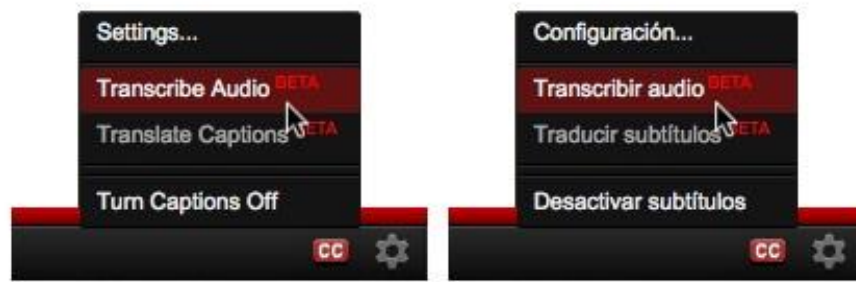 Settings...
Transcribe Audio BETA
Translate Captions BETA
Turn Captions Off
CC
Configuración...
Transcribir audio BETA
Traducir subtítulos BETA
Desactivar subtítulos
CC